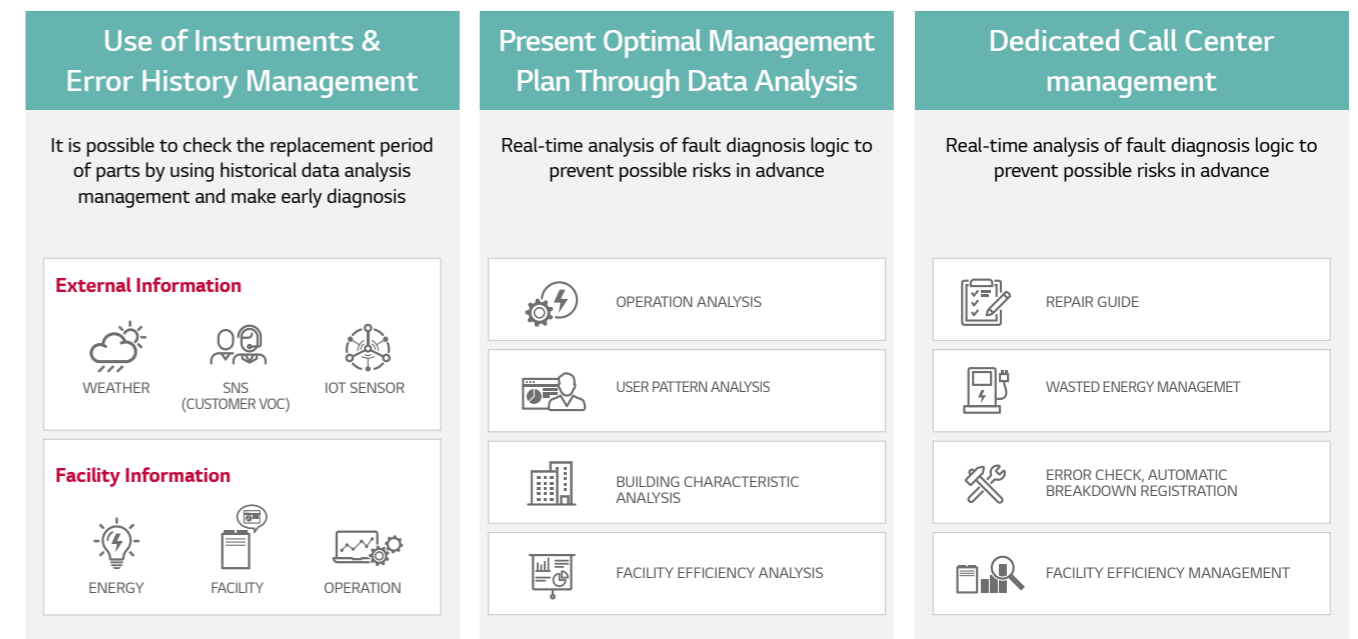 Use of Instruments &
Error History Management
It is possible to check the replacement period
of parts by using historical data analysis
management and make early diagnosis
External Information
WEATHER
SNS
(CUSTOMER VOC)
IOT SENSOR
Facility Information
ENERGY
FACILITY
OPERATION
Present Optimal Management
Plan Through Data Analysis
Real-time analysis of fault diagnosis logic to
prevent possible risks in advance
OPERATION ANALYSIS
USER PATTERN ANALYSIS
BUILDING CHARACTERISTIC
ANALYSIS
FACILITY EFFICIENCY ANALYSIS
Dedicated Call Center
management
Real-time analysis of fault diagnosis logic to
prevent possible risks in advance
REPAIR GUIDE
WASTED ENERGY MANAGEMET
ERROR CHECK, AUTOMATIC
BREAKDOWN REGISTRATION
FACILITY EFFICIENCY MANAGEMENT